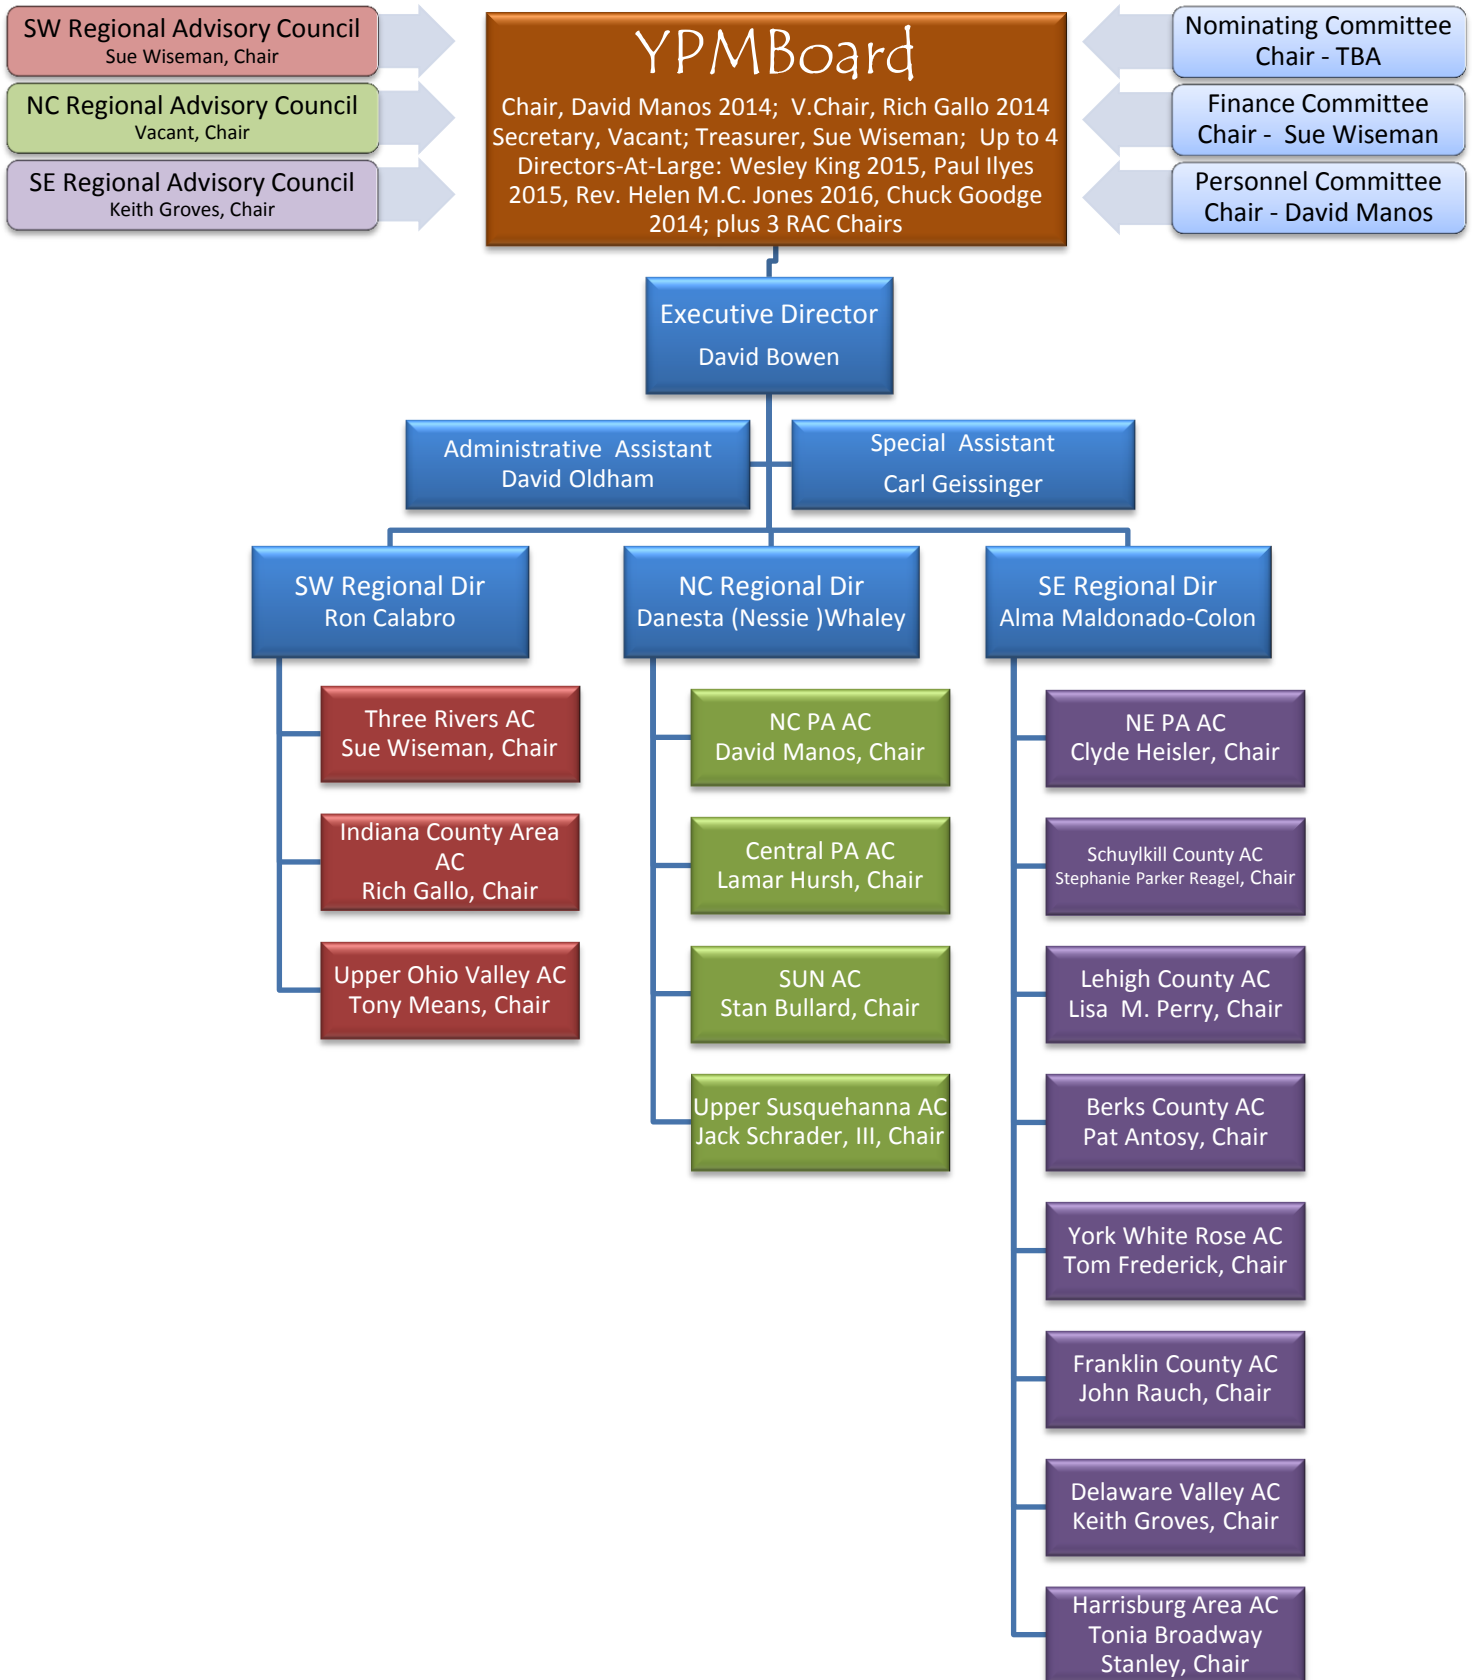 SW Regional Advisory Council
Sue Wiseman, Chair
NC Regional Advisory Council
Vacant, Chair
SE Regional Advisory Council
Keith Groves, Chair
YPMBoard
Chair, David Manos 2014;  V.Chair, Rich Gallo 2014
Secretary, Vacant; Treasurer, Sue Wiseman;  Up to 4
Directors-At-Large: Wesley King 2015, Paul Ilyes
2015, Rev. Helen M.C. Jones 2016, Chuck Goodge
2014; plus 3 RAC Chairs
Nominating Committee
Chair - TBA
Finance Committee
Chair -  Sue Wiseman
Personnel Committee
Chair - David Manos
Executive Director
David Bowen
Administrative  Assistant
David Oldham
Special  Assistant
Carl Geissinger
SW Regional Dir
Ron Calabro
NC Regional Dir
Danesta (Nessie )Whaley
SE Regional Dir
Alma Maldonado-Colon
Three Rivers AC
Sue Wiseman, Chair
Indiana County Area
AC
Rich Gallo, Chair
Upper Ohio Valley AC
Tony Means, Chair
NC PA AC
David Manos, Chair
Central PA AC
Lamar Hursh, Chair
SUN AC
Stan Bullard, Chair
Upper Susquehanna AC
Jack Schrader, III, Chair
NE PA AC
Clyde Heisler, Chair
Schuylkill County AC
Stephanie Parker Reagel, Chair
Lehigh County AC
Lisa  M. Perry, Chair
Berks County AC
Pat Antosy, Chair
York White Rose AC
Tom Frederick, Chair
Franklin County AC
John Rauch, Chair
Delaware Valley AC
Keith Groves, Chair
Harrisburg Area AC
Tonia Broadway
Stanley, Chair